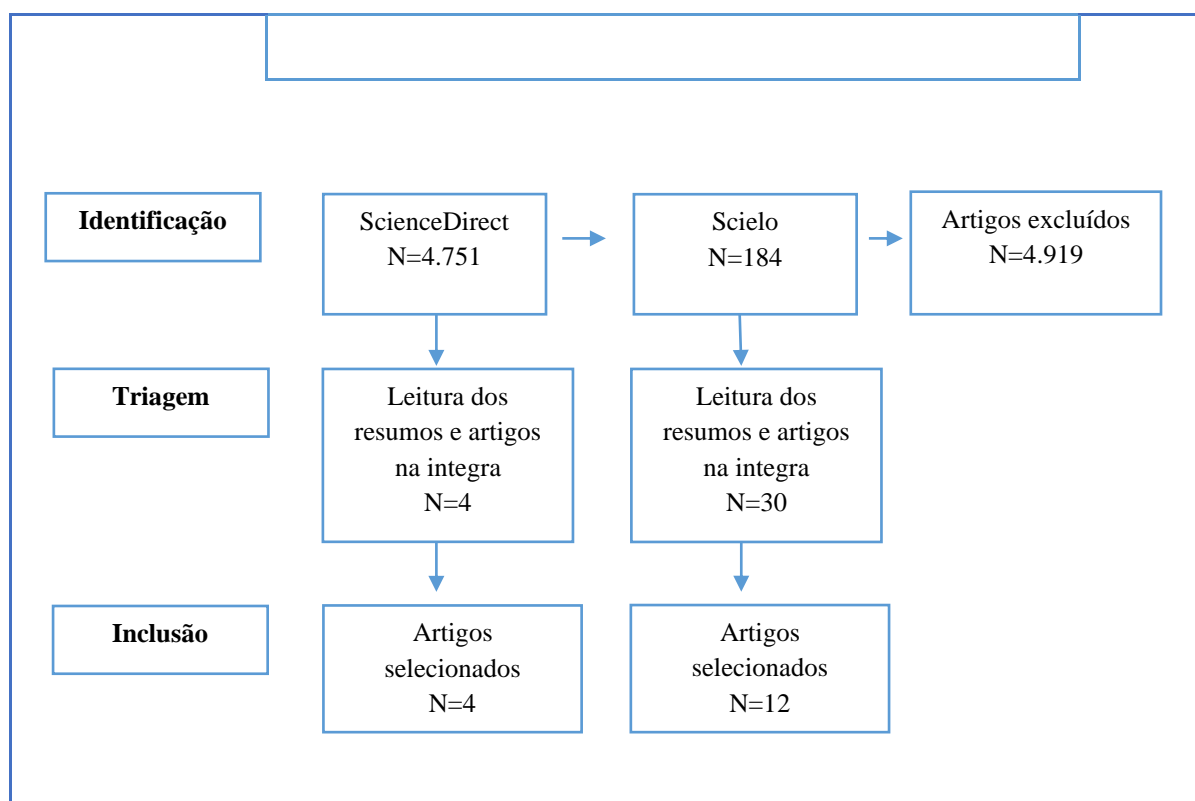 Identificação
ScienceDirect
N=4.751
Scielo
N=184
Artigos excluídos
N=4.919
Triagem
Leitura dos
resumos e artigos
na integra
N=4
Leitura dos
resumos e artigos
na integra
N=30
Inclusão
Artigos
selecionados
N=4
Artigos
selecionados
N=12